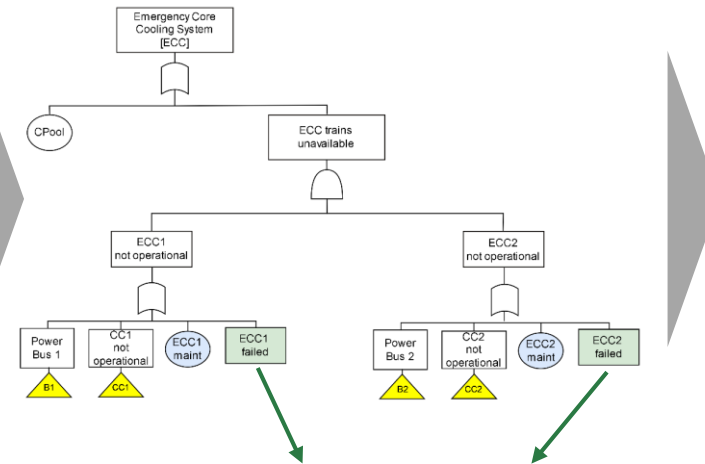 Emergency Core
Cooling System
[ECC]
CPool
ECC trains
unavailable
ECC1
not operational
ECC2
not operational
Power
Bus 1
CC1
not
operational
ECC1
maint
ECC1
failed
Power
Bus 2
CC2
not
operational
ECC2
maint
ECC2
failed
B1
CC1
B2
CC2